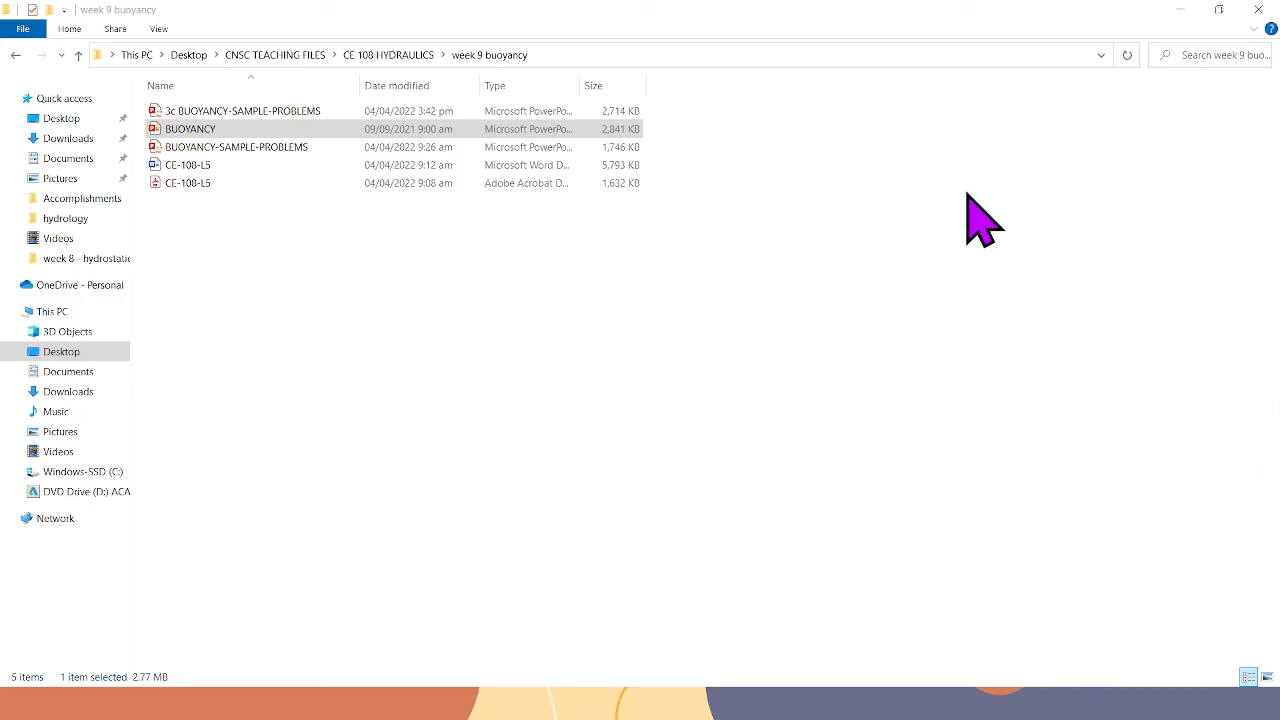 week 9 buoyancy
File Home Share View
This PC Desktop CNSC TEACHING FILES CE 108 HYDRAULICS week 9 buoyancy Search week 9 buo...
Name Date modified Type Size
3c BUOYANCY-SAMPLE-PROBLEMS 04/04/2022 3:42 pm Microsoft PowerPo... 2,714 KB
BUOYANCY 09/09/2021 9:00 am Microsoft PowerPo... 2,841 KB
BUOYANCY-SAMPLE-PROBLEMS 04/04/2022 9:26 am Microsoft PowerPo... 1,746 KB
CE-108-L5 04/04/2022 9:12 am Microsoft Word D... 5,793 KB
CE-108-L5 04/04/2022 9:08 am Adobe Acrobat D... 1,632 KB
Quick access
Desktop
Downloads
Documents
Pictures
Accomplishments
hydrology
Videos
week 8 - hydrostatic
OneDrive - Personal
This PC
3D Objects
Desktop
Documents
Downloads
Music
Pictures
Videos
Windows-SSD (C:)
DVD Drive (D:) ACA
Network
5 items 1 item selected 2.77 MB